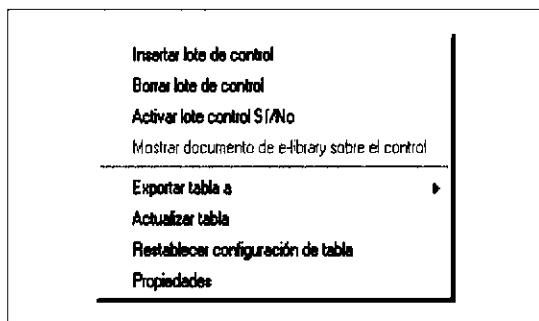 Insertar lote de control
Borrar lote de control
Activar lote control SÍ/No
Mostrar documento de e-library sobre el control
Exportar tabla a
Actualizar tabla
Restablecer configuración de tabla
Propiedades